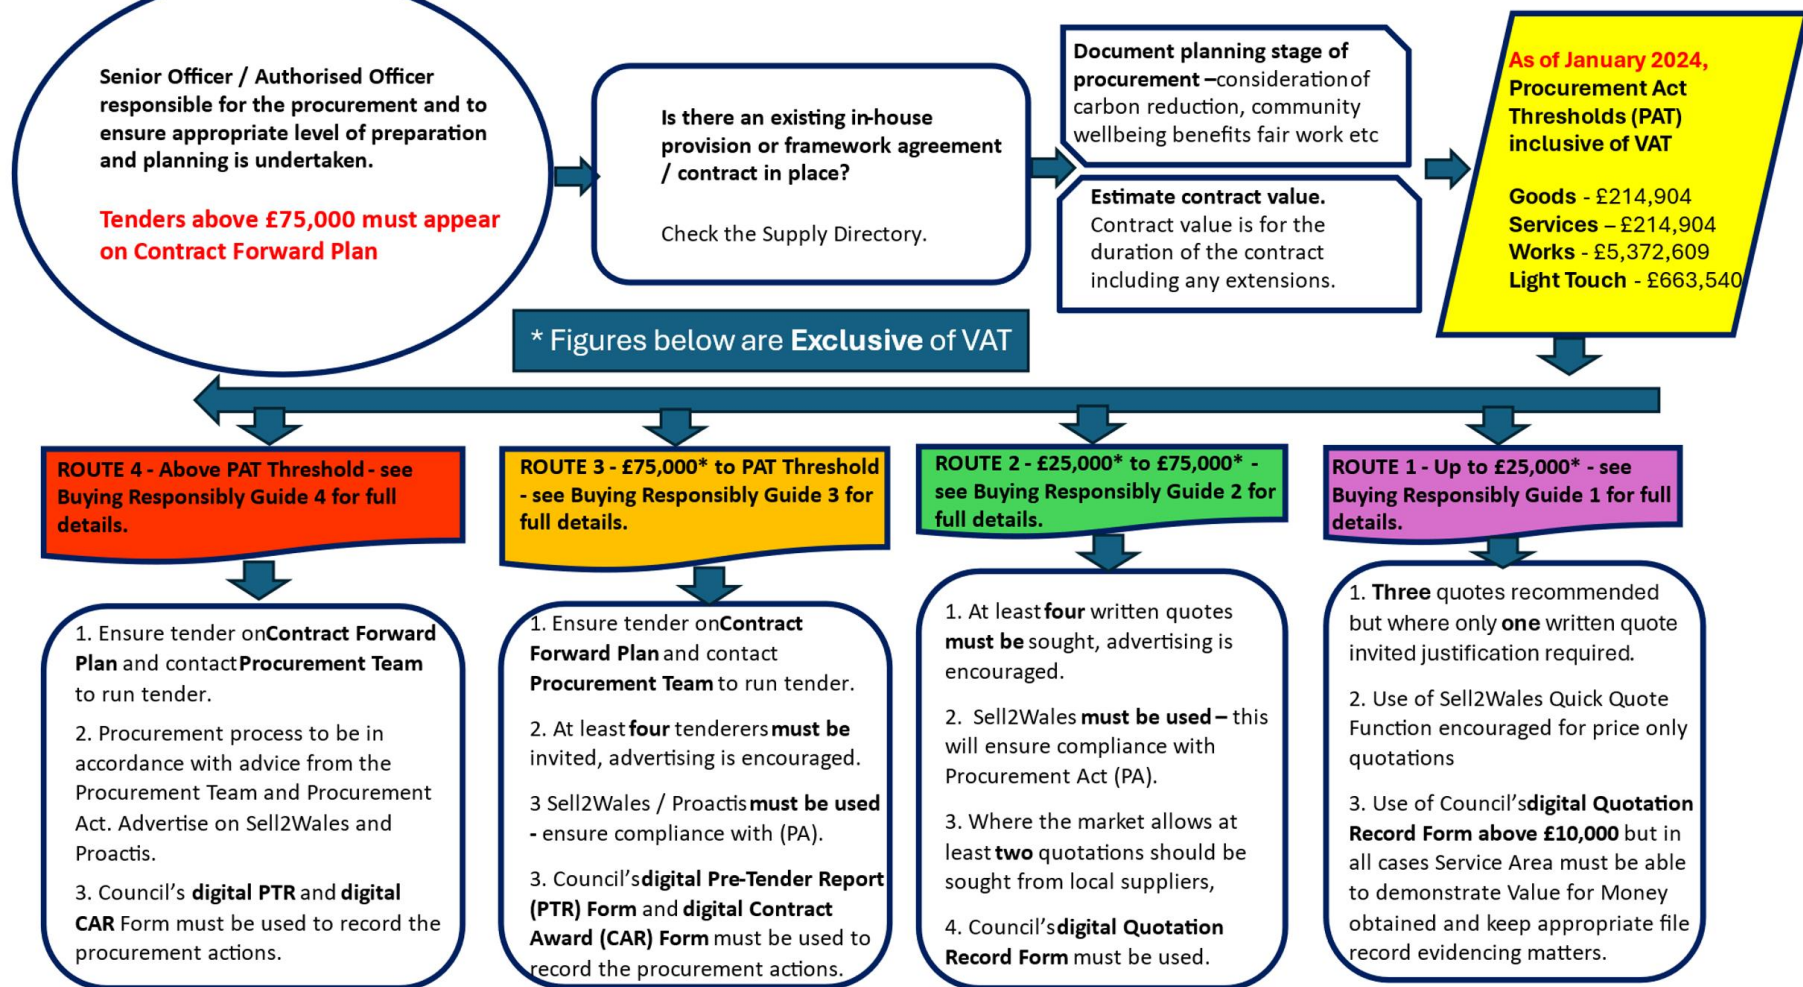 Senior Officer / Authorised Officer
responsible for the procurement and to
ensure appropriate level of preparation
and planning is undertaken.
Tenders above £75,000 must appear
on Contract Forward Plan
Is there an existing in-house
provision or framework agreement
/ contract in place?
Check the Supply Directory.
Document planning stage of
procurement –consideration of
carbon reduction, community
wellbeing benefits fair work etc
Estimate contract value.
Contract value is for the
duration of the contract
including any extensions.
As of January 2024,
Procurement Act
Thresholds (PAT)
inclusive of VAT
Goods - £214,904
Services – £214,904
Works - £5,372,609
Light Touch - £663,540
* Figures below are Exclusive of VAT
ROUTE 4 - Above PAT Threshold - see
Buying Responsibly Guide 4 for full
details.
1. Ensure tender on Contract Forward
Plan and contact Procurement Team
to run tender.
2. Procurement process to be in
accordance with advice from the
Procurement Team and Procurement
Act. Advertise on Sell2Wales and
Proactis.
3. Council's digital PTR and digital
CAR Form must be used to record the
procurement actions.
ROUTE 3 - £75,000* to PAT Threshold
- see Buying Responsibly Guide 3 for
full details.
1. Ensure tender on Contract
Forward Plan and contact
Procurement Team to run tender.
2. At least four tenderers must be
invited, advertising is encouraged.
3 Sell2Wales / Proactis must be used
- ensure compliance with (PA).
3. Council's digital Pre-Tender Report
(PTR) Form and digital Contract
Award (CAR) Form must be used to
record the procurement actions.
ROUTE 2 - £25,000* to £75,000* -
see Buying Responsibly Guide 2 for
full details.
1. At least four written quotes
must be sought, advertising is
encouraged.
2. Sell2Wales must be used – this
will ensure compliance with
Procurement Act (PA).
3. Where the market allows at
least two quotations should be
sought from local suppliers,
4. Council's digital Quotation
Record Form must be used.
ROUTE 1 - Up to £25,000* - see
Buying Responsibly Guide 1 for full
details.
1. Three quotes recommended
but where only one written quote
invited justification required.
2. Use of Sell2Wales Quick Quote
Function encouraged for price only
quotations
3. Use of Council's digital Quotation
Record Form above £10,000 but in
all cases Service Area must be able
to demonstrate Value for Money
obtained and keep appropriate file
record evidencing matters.